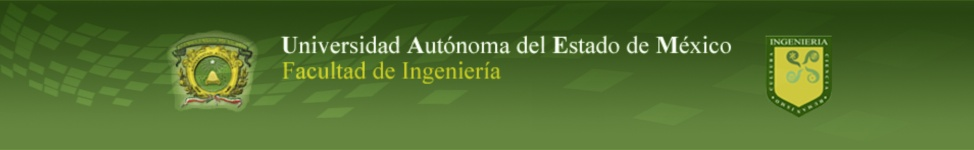 Universidad Autónoma del Estado de México
Facultad de Ingeniería
INGENIERIA